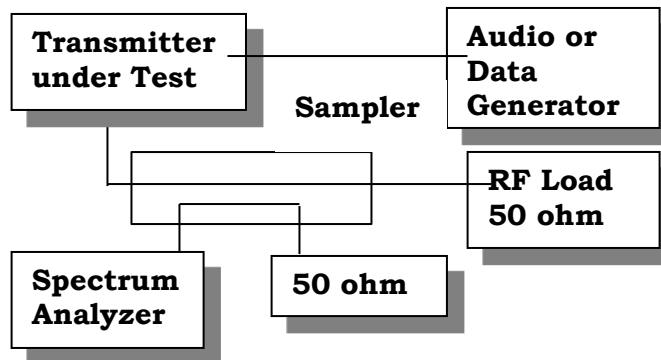 Transmitter
under Test
Audio or
Data
Generator
Sampler
RF Load
50 ohm
Spectrum
Analyzer
50 ohm